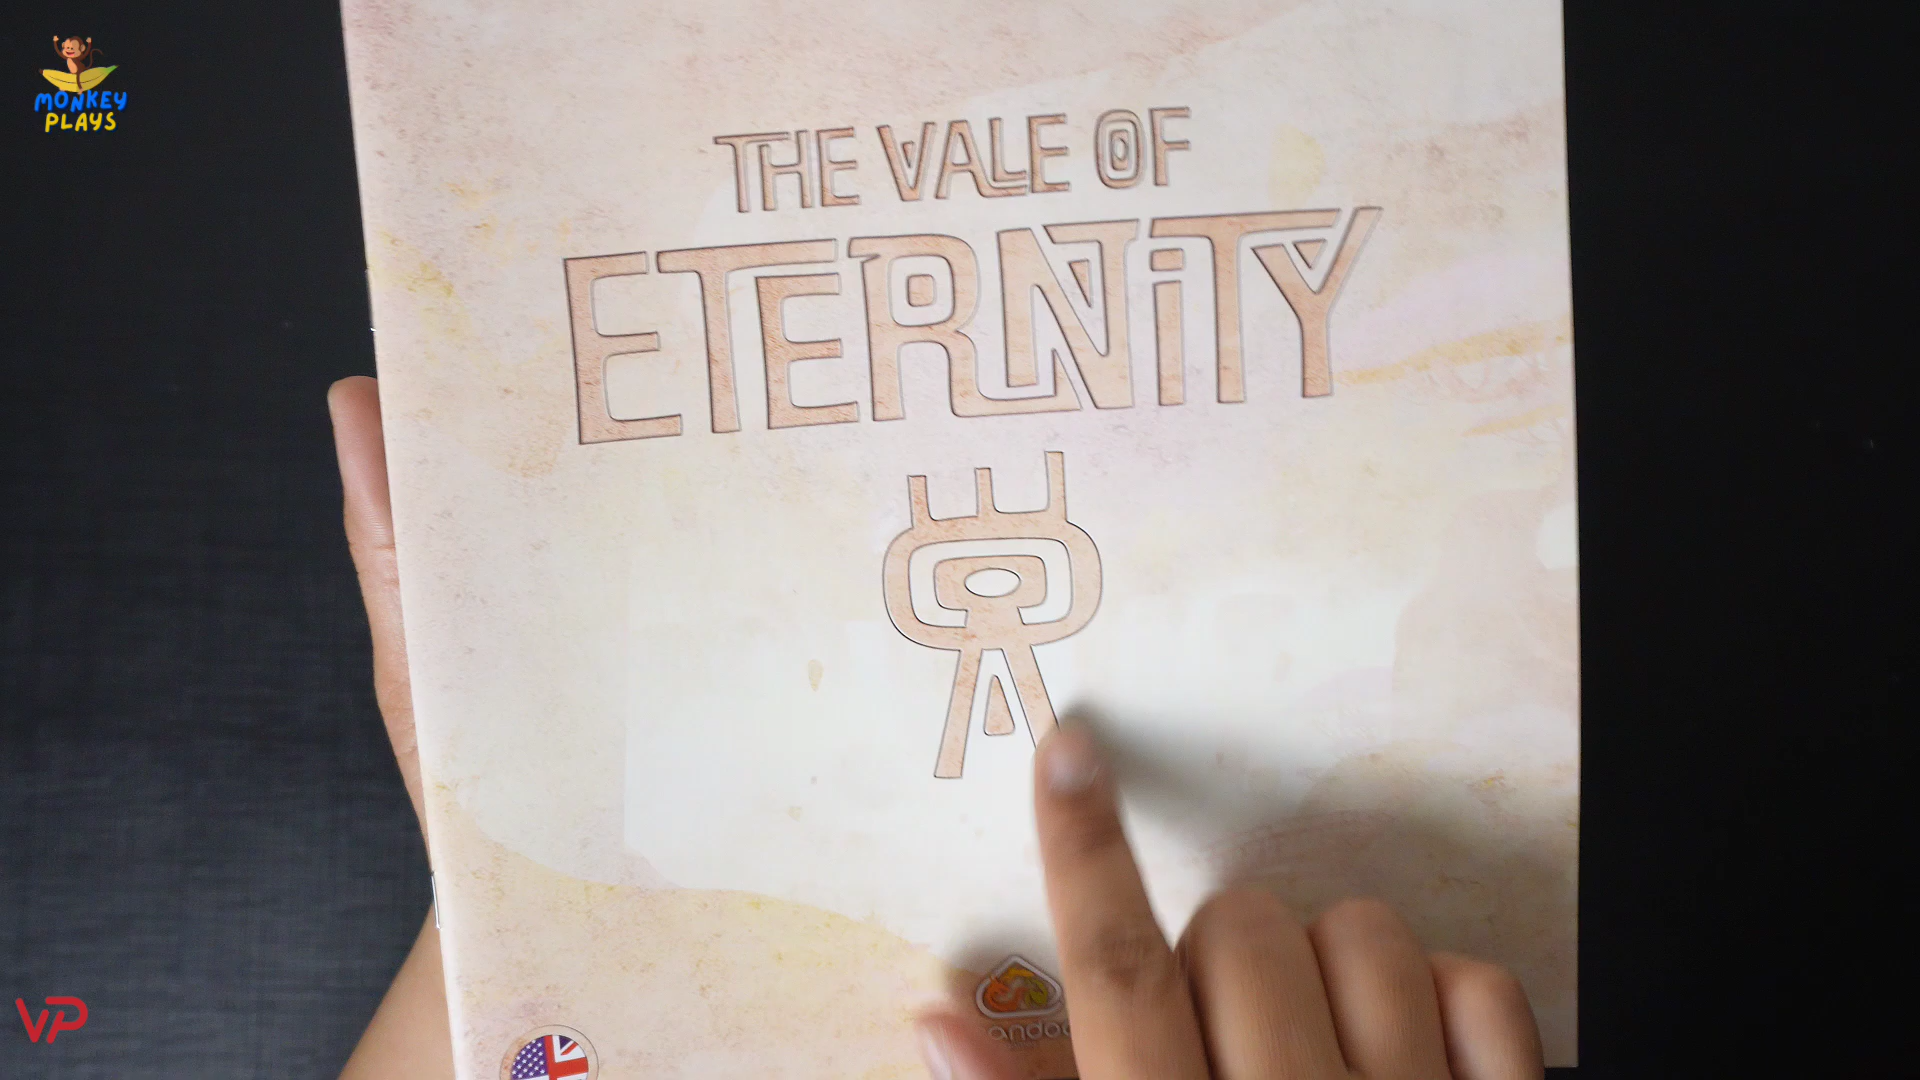 MONKEY
PLAYS
THE VALE OF
ETERNiTY
VP